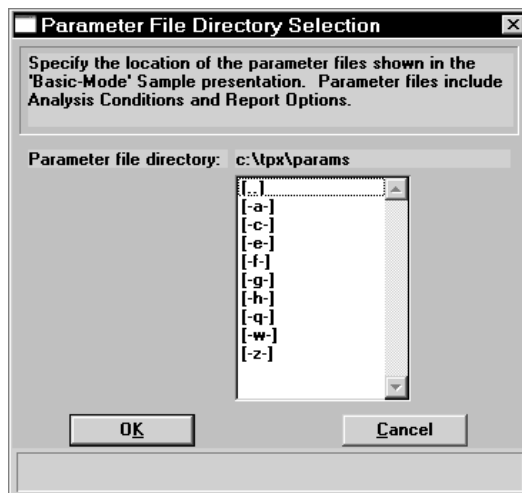 Parameter File Directory Selection
Specify the location of the parameter files shown in the
'Basic-Mode' Sample presentation.  Parameter files include
Analysis Conditions and Report Options.
Parameter file directory: c:\tpx\params
[..]
[-a-]
[-c-]
[-e-]
[-f-]
[-g-]
[-h-]
[-q-]
[-w-]
[-z-]
OK Cancel